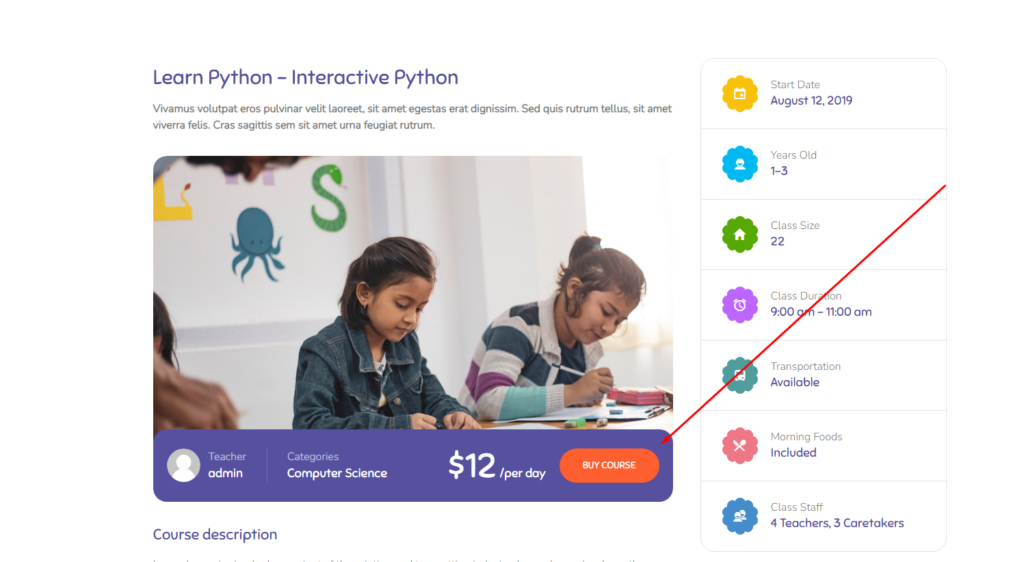 Learn Python – Interactive Python
Vivamus volutpat eros pulvinar velit laoreet, sit amet egestas erat dignissim. Sed quis rutrum tellus, sit amet
viverra felis. Cras sagittis sem sit amet urna feugiat rutrum.
Teacher
admin
Categories
Computer Science
$12 /per day
BUY COURSE
Course description
Start Date
August 12, 2019
Years Old
1–3
Class Size
22
Class Duration
9:00 am – 11:00 am
Transportation
Available
Morning Foods
Included
Class Staff
4 Teachers, 3 Caretakers